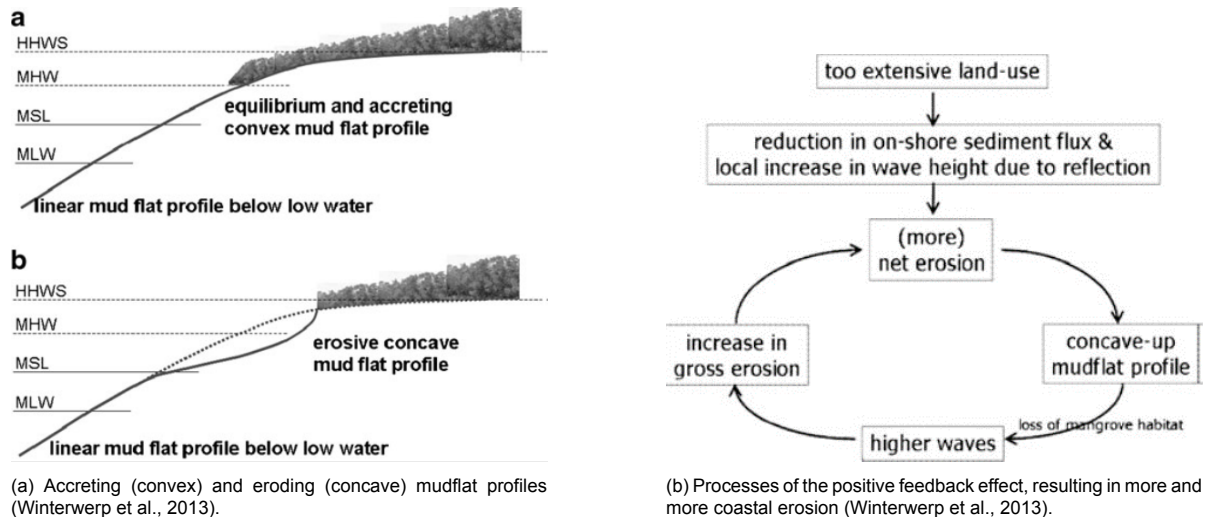 a
HHWS
MHW
equilibrium and accreting
convex mud flat profile
MSL
MLW
linear mud flat profile below low water
b
HHWS
MHW
erosive concave
mud flat profile
MSL
MLW
linear mud flat profile below low water
(a) Accreting (convex) and eroding (concave) mudflat profiles
(Winterwerp et al., 2013).
too extensive land-use
reduction in on-shore sediment flux &
local increase in wave height due to reflection
(more)
net erosion
concave-up
mudflat profile
loss of mangrove habitat
higher waves
increase in
gross erosion
(b) Processes of the positive feedback effect, resulting in more and
more coastal erosion (Winterwerp et al., 2013).